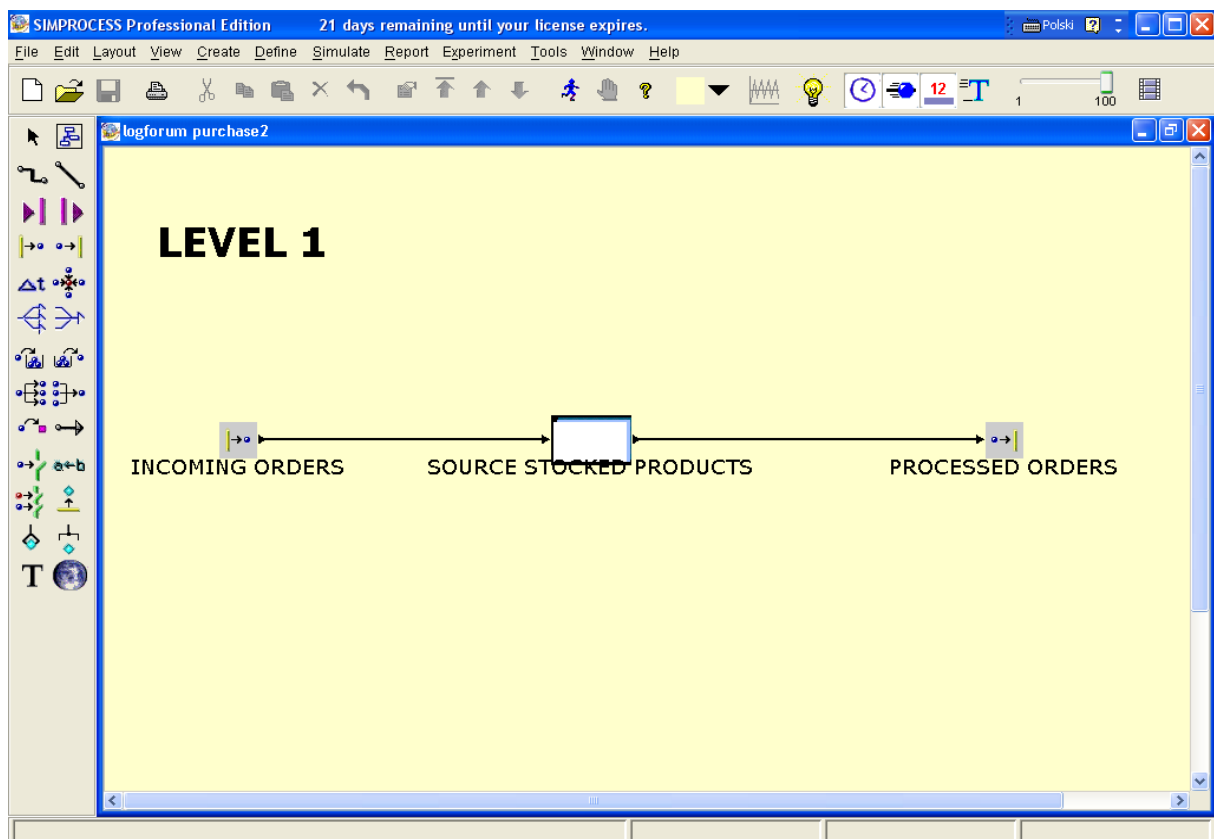 SIMPROCESS Professional Edition 21 days remaining until your license expires. Polski
File Edit Layout View Create Define Simulate Report Experiment Tools Window Help
12 T 1 100
logforum purchase2
LEVEL 1
Δt
INCOMING ORDERS SOURCE STOCKED PRODUCTS PROCESSED ORDERS
a b
T